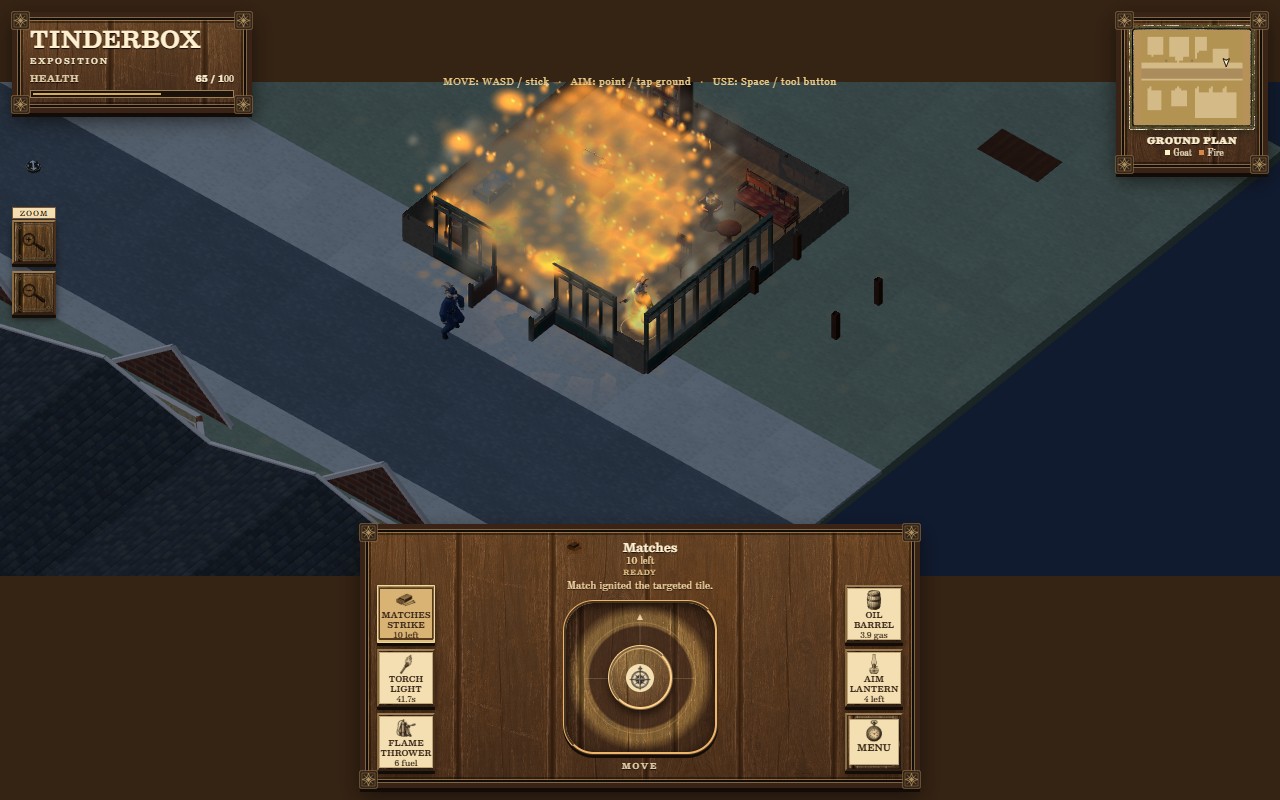 TINDERBOX
EXPOSITION
HEALTH 65 / 100
MOVE: WASD / stick · AIM: point / tap ground · USE: Space / tool button
GROUND PLAN
Goat Fire
ZOOM
Matches
10 left
READY
Match ignited the targeted tile.
MATCHES
STRIKE
10 left
TORCH
LIGHT
41.7s
FLAME
THROWER
6 fuel
OIL
BARREL
3.9 gas
AIM
LANTERN
4 left
MENU
MOVE